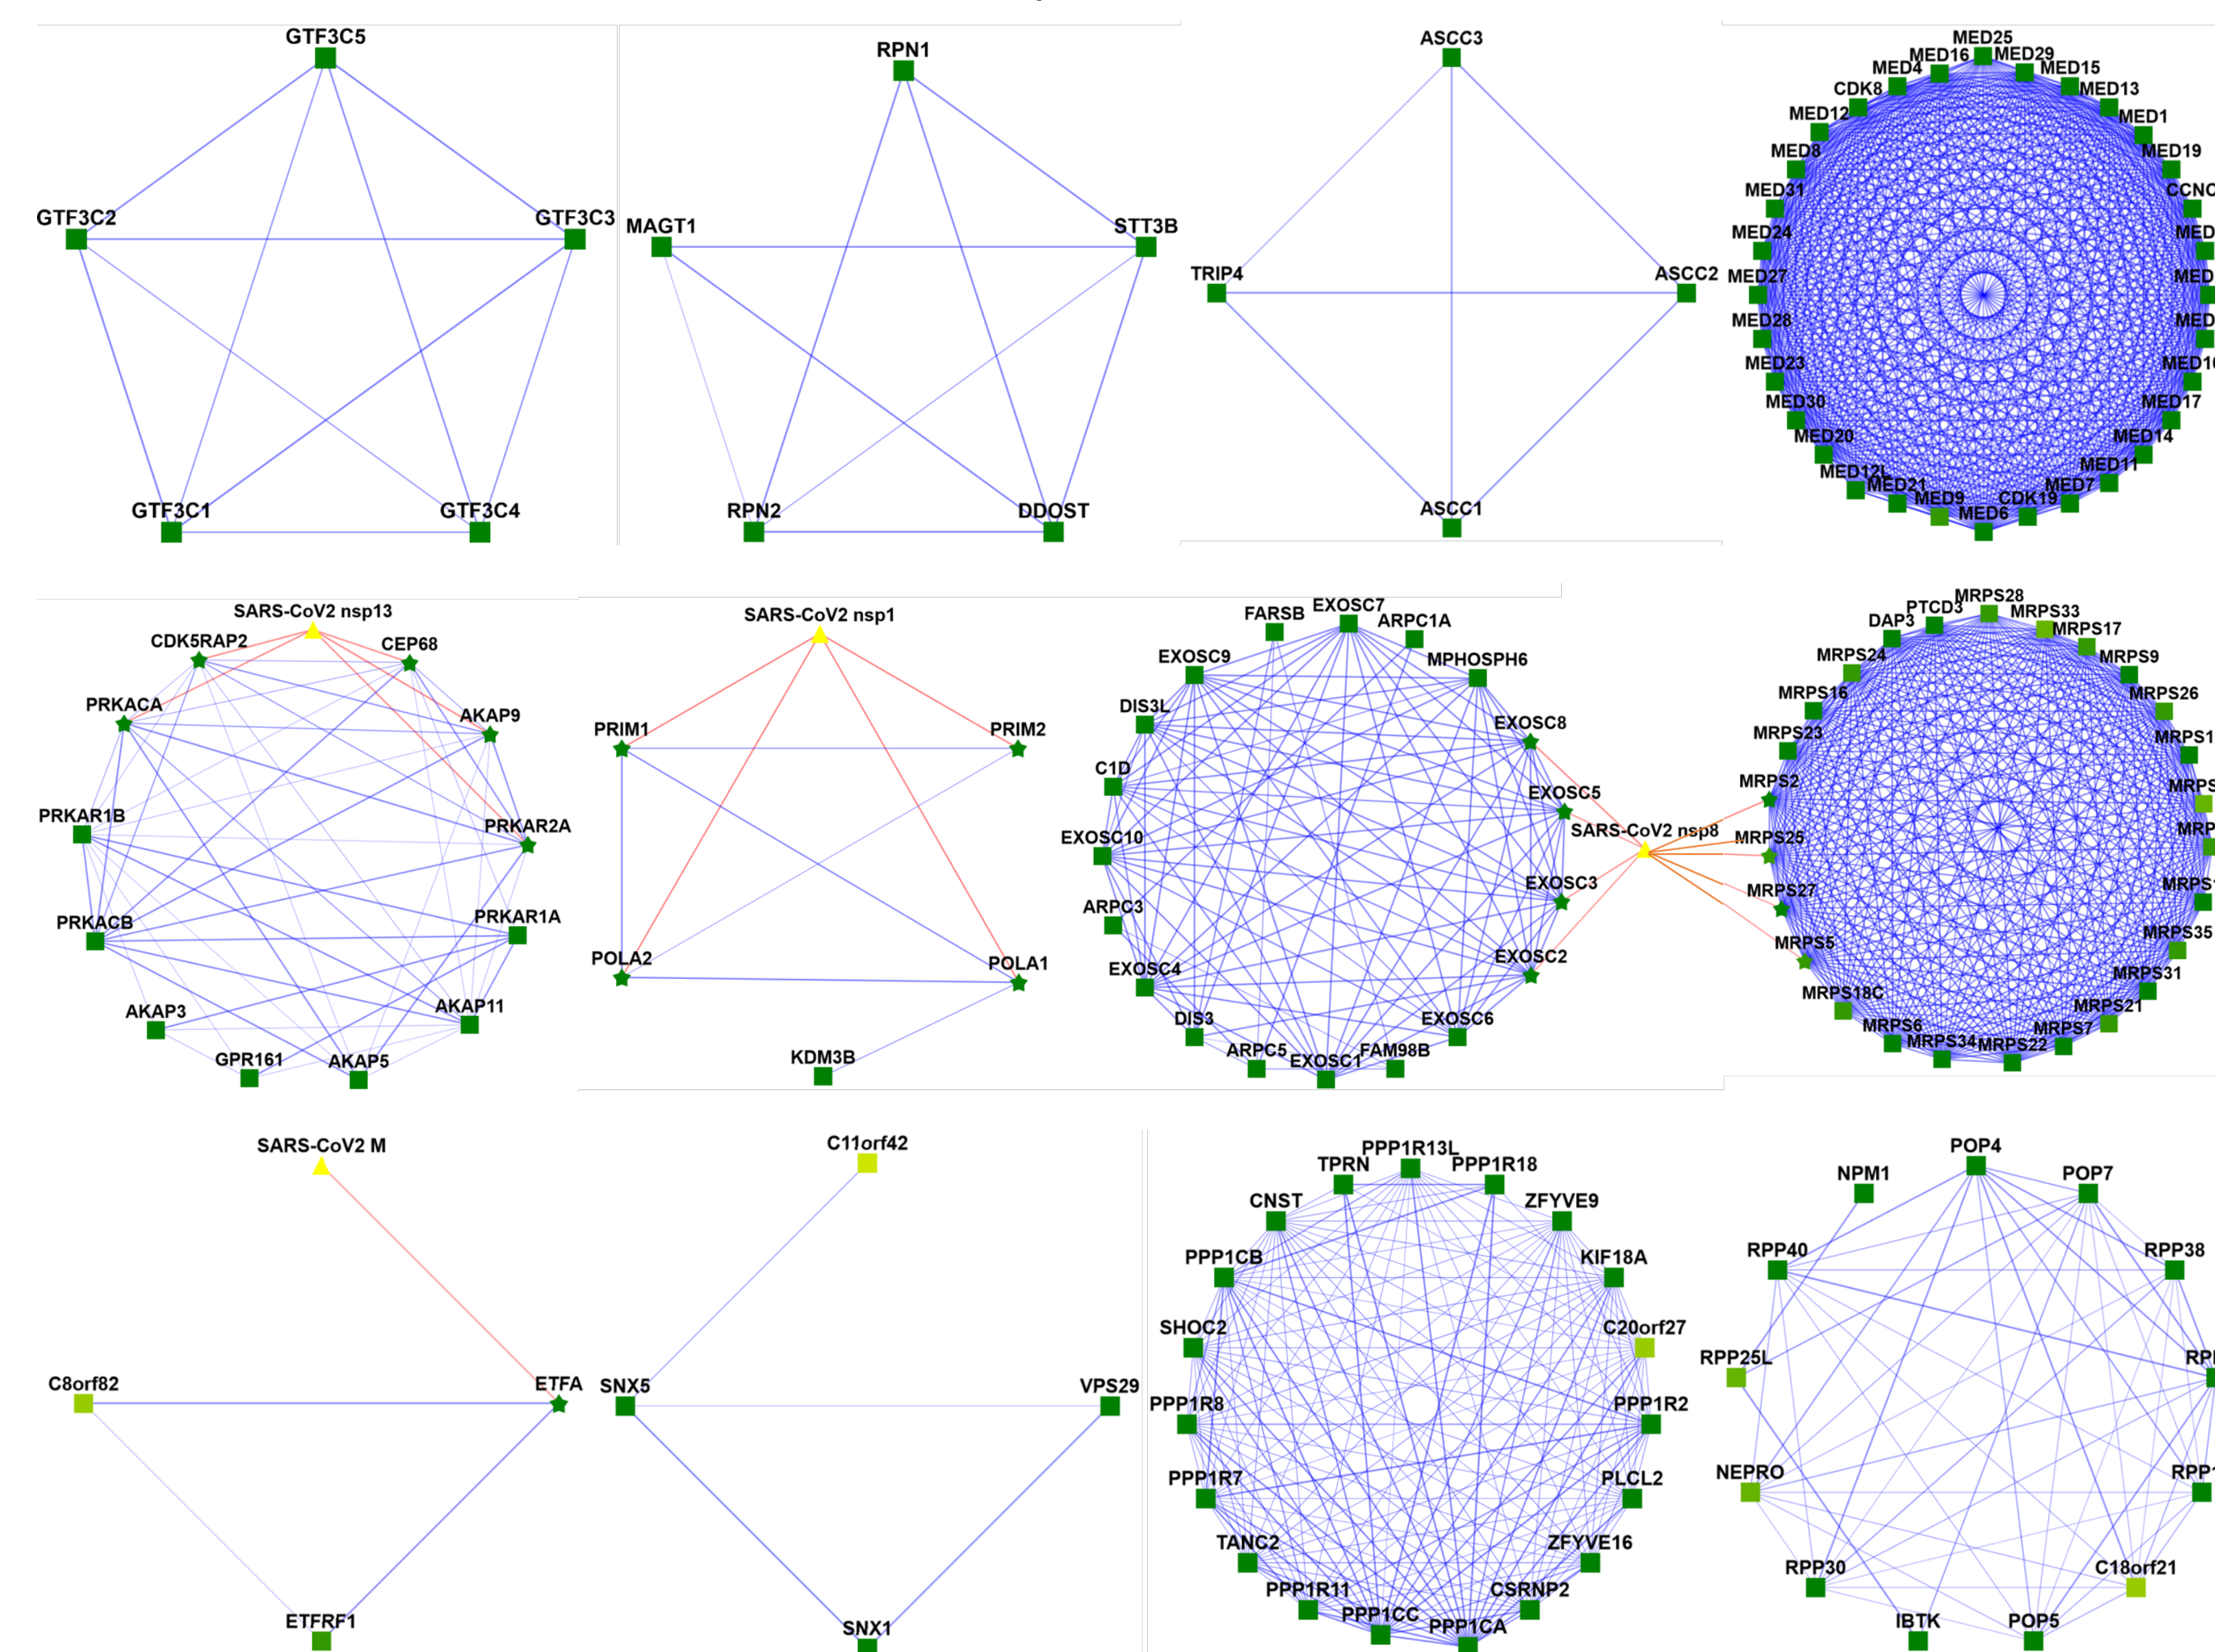 GTF3C5
GTF3C2
GTF3C3
GTF3C1
GTF3C4
RPN1
MAGT1
STT3B
RPN2
DDOST
ASCC3
TRIP4
ASCC2
ASCC1
MED25
MED16
MED29
MED4
MED15
CDK8
MED13
MED12
MED1
MED8
MED19
MED31
MED24
MED27
MED28
MED23
MED30
MED17
MED20
MED14
MED12L
MED11
MED21
MED7
MED9
CDK19
MED6
SARS-CoV2 nsp13
CDK5RAP2
CEP68
PRKACA
AKAP9
PRKAR1B
PRKAR2A
PRKACB
PRKAR1A
AKAP3
AKAP11
GPR161
AKAP5
SARS-CoV2 nsp1
PRIM1
PRIM2
POLA2
POLA1
KDM3B
EXOSC7
FARSB
ARPC1A
EXOSC9
MPHOSPH6
DIS3L
EXOSC8
C1D
EXOSC5
EXOSC10
SARS-CoV2 nsp8
EXOSC3
ARPC3
EXOSC2
EXOSC4
DIS3
EXOSC6
ARPC5
EXOSC1
FAM98B
MRPS28
PTCD3
MRPS33
DAP3
MRPS17
MRPS24
MRPS9
MRPS16
MRPS26
MRPS23
MRPS2
MRPS25
MRPS27
MRPS5
MRPS35
MRPS18C
MRPS31
MRPS6
MRPS21
MRPS34
MRPS22
MRPS7
SARS-CoV2 M
C8orf82
ETFA
ETFRF1
C11orf42
SNX5
VPS29
SNX1
PPP1R13L
TPRN
PPP1R18
CNST
ZFYVE9
PPP1CB
KIF18A
SHOC2
C20orf27
PPP1R8
PPP1R2
PPP1R7
PLCL2
TANC2
ZFYVE16
PPP1R11
CSRNP2
PPP1CC
PPP1CA
POP4
NPM1
POP7
RPP40
RPP38
RPP25L
NEPRO
RPP30
C18orf21
IBTK
POP5